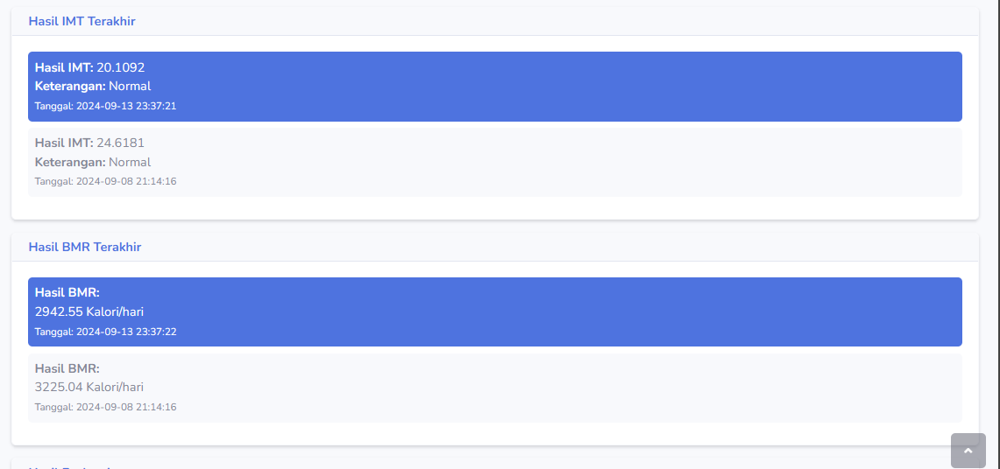 Hasil IMT Terakhir
Hasil IMT: 20.1092
Keterangan: Normal
Tanggal: 2024-09-13 23:37:21
Hasil IMT: 24.6181
Keterangan: Normal
Tanggal: 2024-09-08 21:14:16
Hasil BMR Terakhir
Hasil BMR:
2942.55 Kalori/hari
Tanggal: 2024-09-13 23:37:22
Hasil BMR:
3225.04 Kalori/hari
Tanggal: 2024-09-08 21:14:16